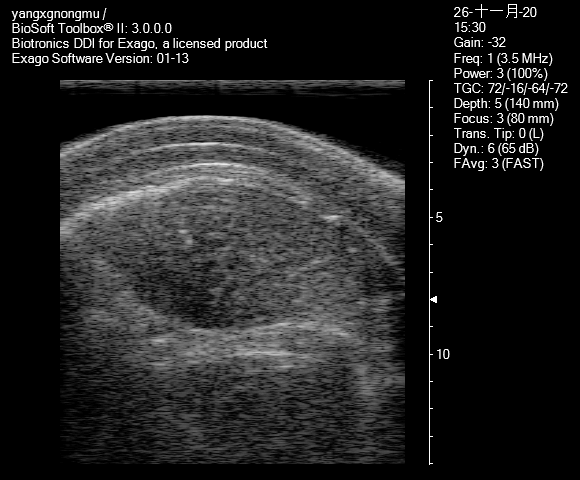 yangxgnongmu /
BioSoft Toolbox® II: 3.0.0.0
Biotronics DDI for Exago, a licensed product
Exago Software Version: 01-13
26-十一月-20
15:30
Gain: -32
Freq: 1 (3.5 MHz)
Power: 3 (100%)
TGC: 72/-16/-64/-72
Depth: 5 (140 mm)
Focus: 3 (80 mm)
Trans. Tip: 0 (L)
Dyn.: 6 (65 dB)
FAvg: 3 (FAST)
5
10